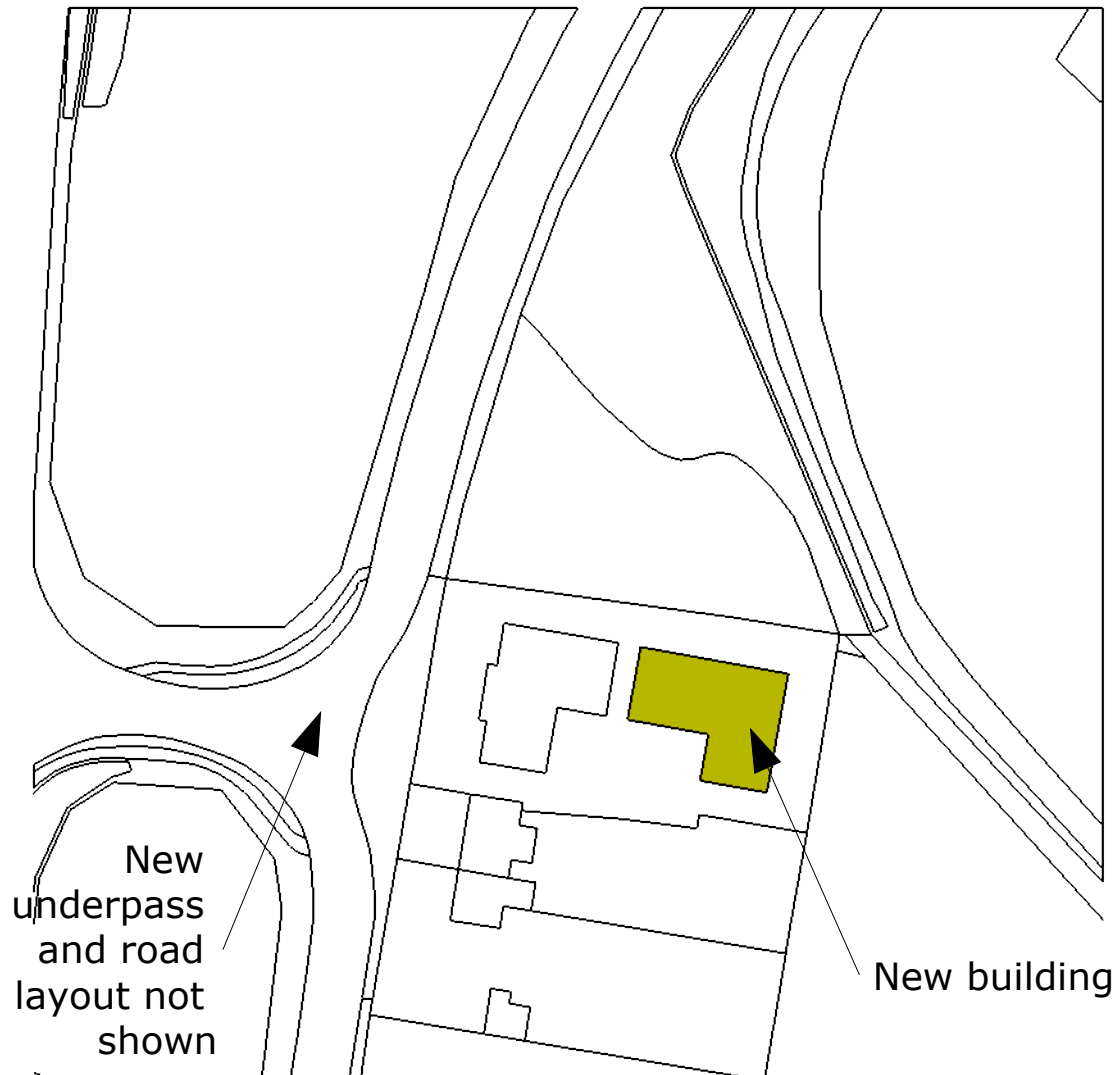 New
underpass
and road
layout not
shown
New building